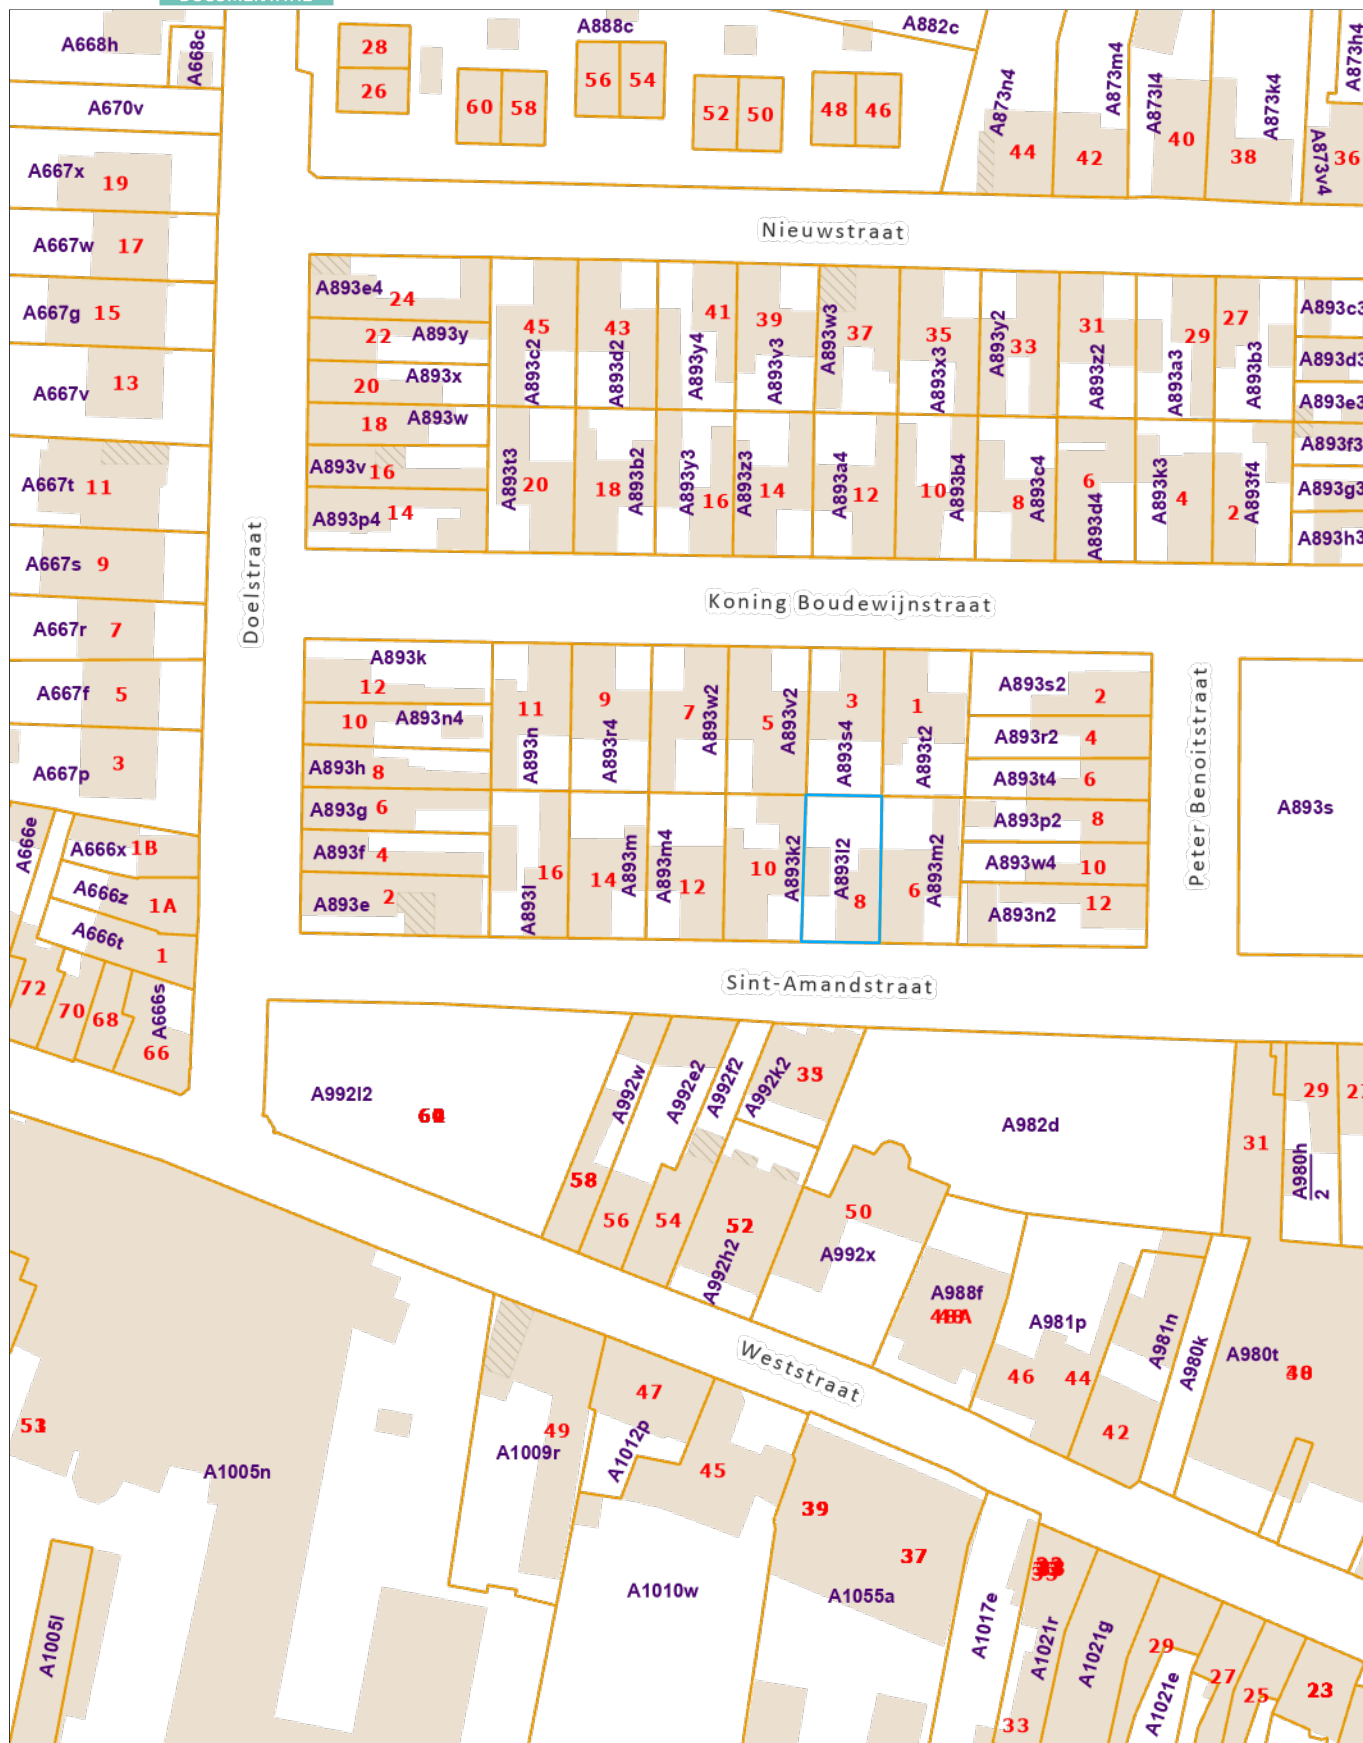 A668h
A668c
A670v
A667x
19
A667w
17
A667g
15
A667v
13
A667t
11
A667s
9
A667r
7
A667f
5
A667p
3
A666e
A666x
1B
A666z
1A
A666t
1
72
70
68
A666s
66
Doelstraat
28
26
60
58
A888c
56
54
52
50
48
46
A882c
A873n4
44
A873m4
42
A873l4
40
A873k4
38
A873v4
36
A873h4
Nieuwstraat
A893e4
24
22
A893y
20
A893x
18
A893w
A893v
16
A893p4
14
45
A893c2
43
A893d2
41
A893y4
39
A893v3
A893w3
37
35
A893x3
A893y2
33
31
A893z2
29
A893a3
27
A893b3
A893c3
A893d3
A893e3
A893f3
A893g3
A893h3
A893t3
20
18
A893b2
A893y3
16
A893z3
14
A893a4
12
10
A893b4
8
A893c4
6
A893d4
A893k3
4
2
A893f4
Koning Boudewijnstraat
A893k
12
10
A893n4
A893h
8
A893g
6
A893f
4
A893e
2
11
A893n
9
A893r4
7
A893w2
5
A893v2
3
A893s4
1
A893t2
A893s2
2
A893r2
4
A893t4
6
A893p2
8
A893w4
10
A893n2
12
16
A893l
14
A893m
A893m4
12
10
A893k2
A893l2
8
6
A893m2
Peter Benoitstraat
A893s
Sint-Amandstraat
A992l2
A992w
58
A992e2
56
A992f2
54
A992k2
52
A992h2
50
A992x
A982d
A988f
A981p
46
44
A981n
42
A980k
31
29
A980h
2
A980t
Weststraat
A1005n
A1005l
A1009r
49
47
A1012p
45
A1010w
39
37
A1055a
A1017e
A1021r
33
A1021g
29
A1021e
27
25
23